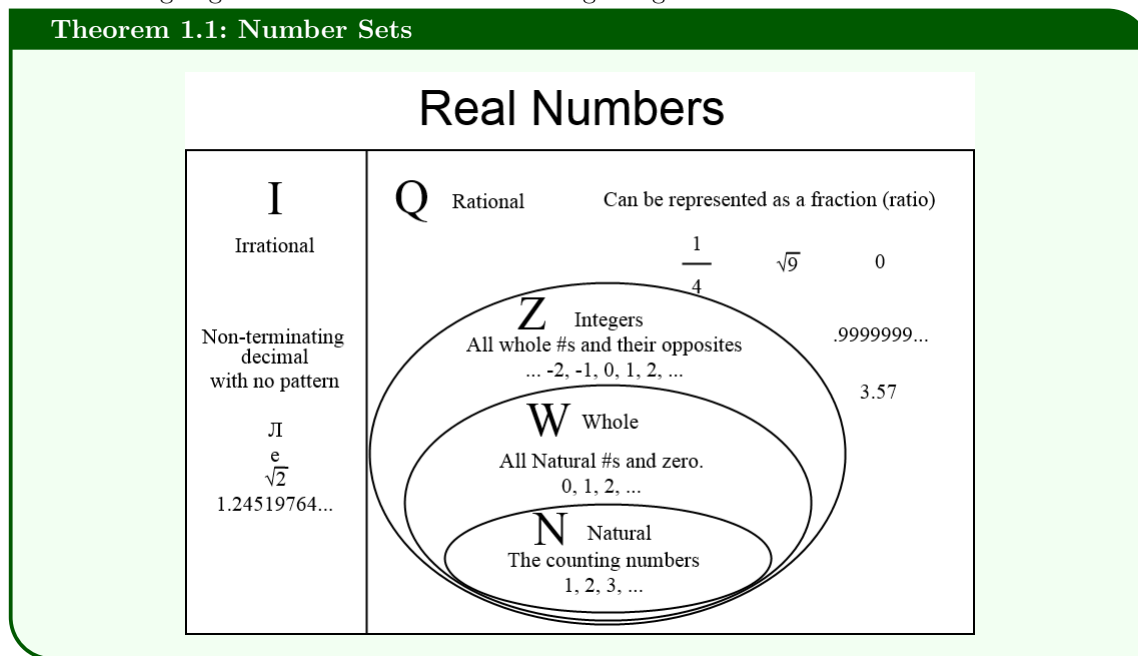 Theorem 1.1: Number Sets
Real Numbers
I
Irrational
Non-terminating
decimal
with no pattern
Л
e
√2
1.24519764...
Q Rational Can be represented as a fraction (ratio)
1
4
√9
0
.9999999...
3.57
Z Integers
All whole #s and their opposites
... -2, -1, 0, 1, 2, ...
W Whole
All Natural #s and zero.
0, 1, 2, ...
N Natural
The counting numbers
1, 2, 3, ...